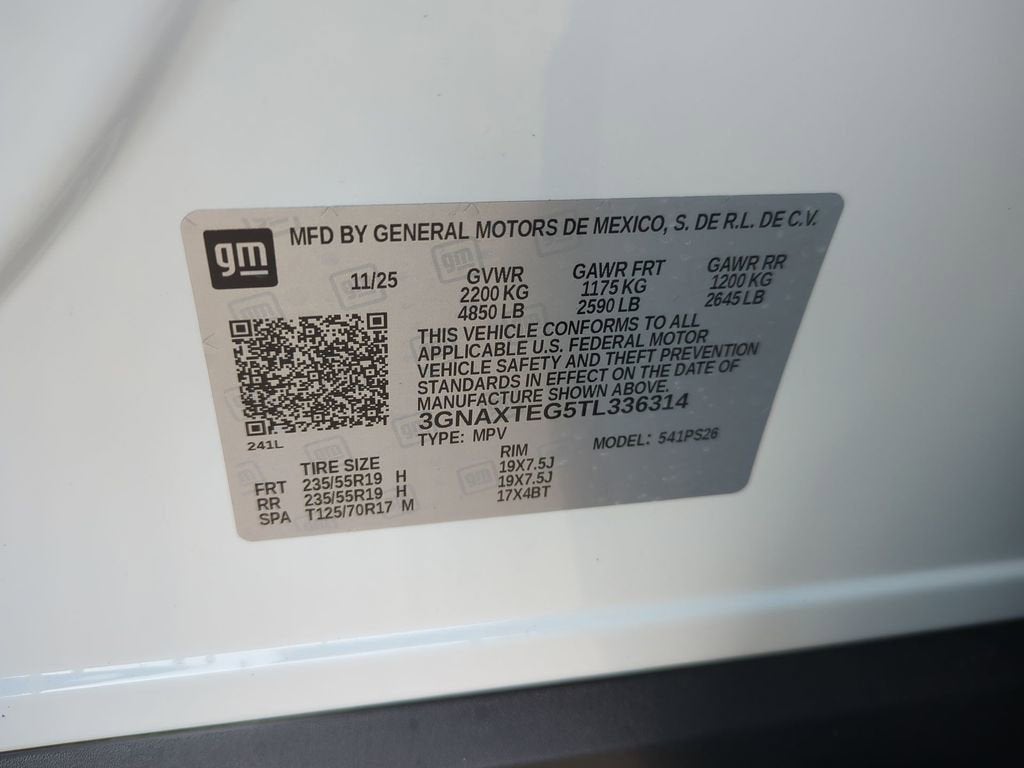 gm
MFD BY GENERAL MOTORS DE MEXICO, S. DE R.L. DE C.V.
11/25 GVWR GAWR FRT GAWR RR
2200 KG 1175 KG 1200 KG
4850 LB 2590 LB 2645 LB
THIS VEHICLE CONFORMS TO ALL
APPLICABLE U.S. FEDERAL MOTOR
VEHICLE SAFETY AND THEFT PREVENTION
STANDARDS IN EFFECT ON THE DATE OF
MANUFACTURE SHOWN ABOVE.
3GNAXTEG5TL336314
TYPE: MPV MODEL: 541PS26
241L
TIRE SIZE RIM
FRT 235/55R19 H 19X7.5J
RR 235/55R19 H 19X7.5J
SPA T125/70R17 M 17X4BT